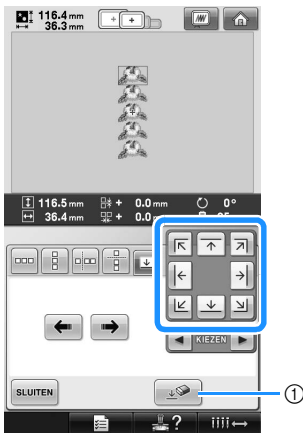 116.4 mm
36.3 mm
116.5 mm + 0.0 mm 0°
36.4 mm + 0.0 m
KIEZEN
SLUITEN
①
?